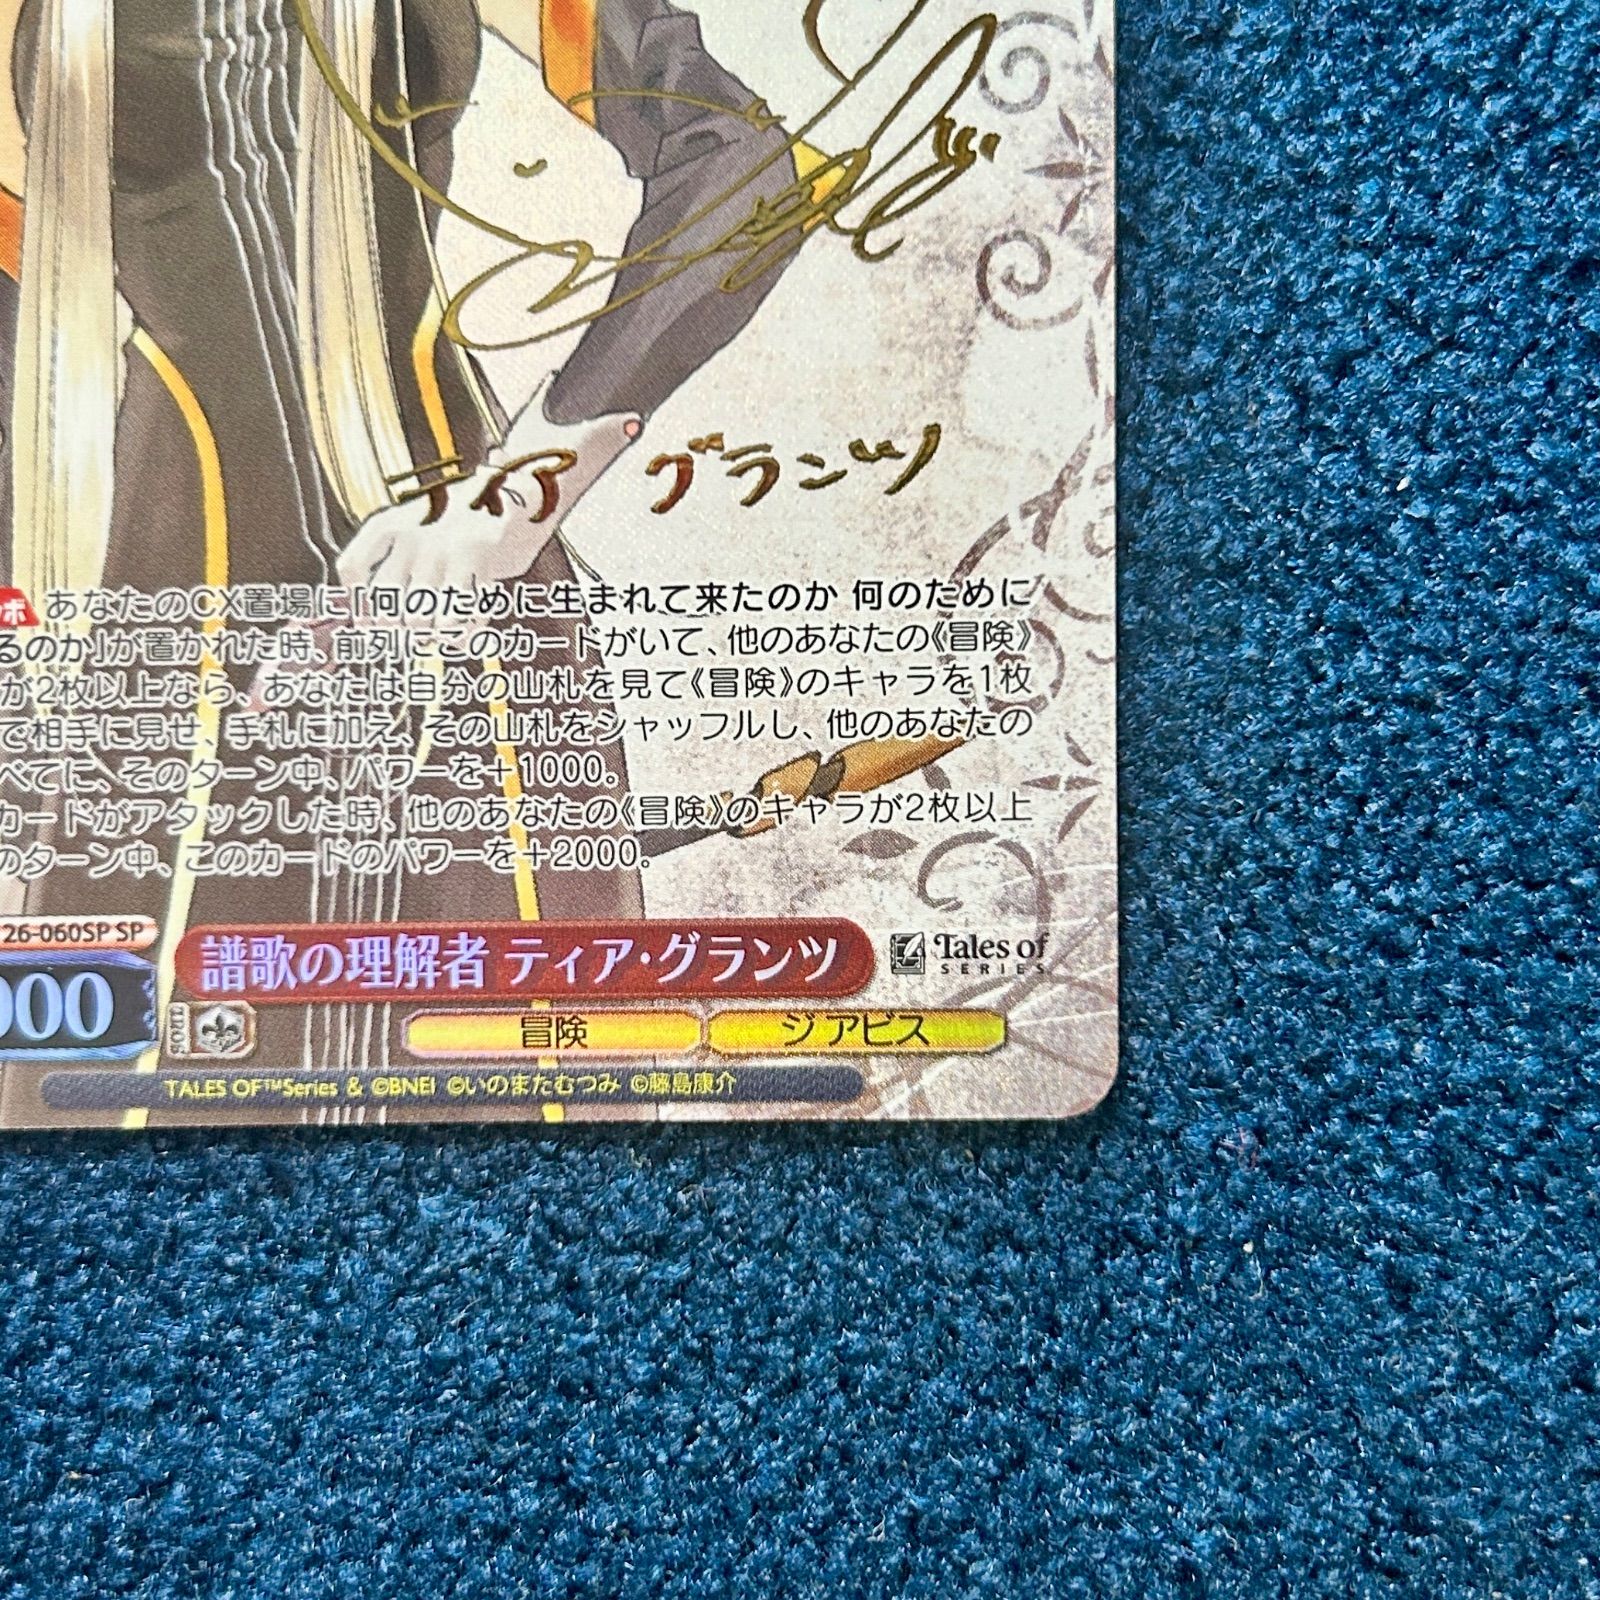 ティア グランツ
ボ あなたのCX置場に「何のために生まれて来たのか 何のために
るのか」が置かれた時、前列にこのカードがいて、他のあなたの《冒険》
が2枚以上なら、あなたは自分の山札を見て《冒険》のキャラを1枚
で相手に見せ、手札に加え、その山札をシャッフルし、他のあなたの
べてに、そのターン中、パワーを+1000。
カードがアタックした時、他のあなたの《冒険》のキャラが2枚以上
のターン中、このカードのパワーを+2000。
26-060SP SP
000
譜歌の理解者 ティア・グランツ
Tales of
SERIES
冒険
ジ アビス
TALES OF™Series & ©BNEI ©いのまたむつみ ©藤島康介